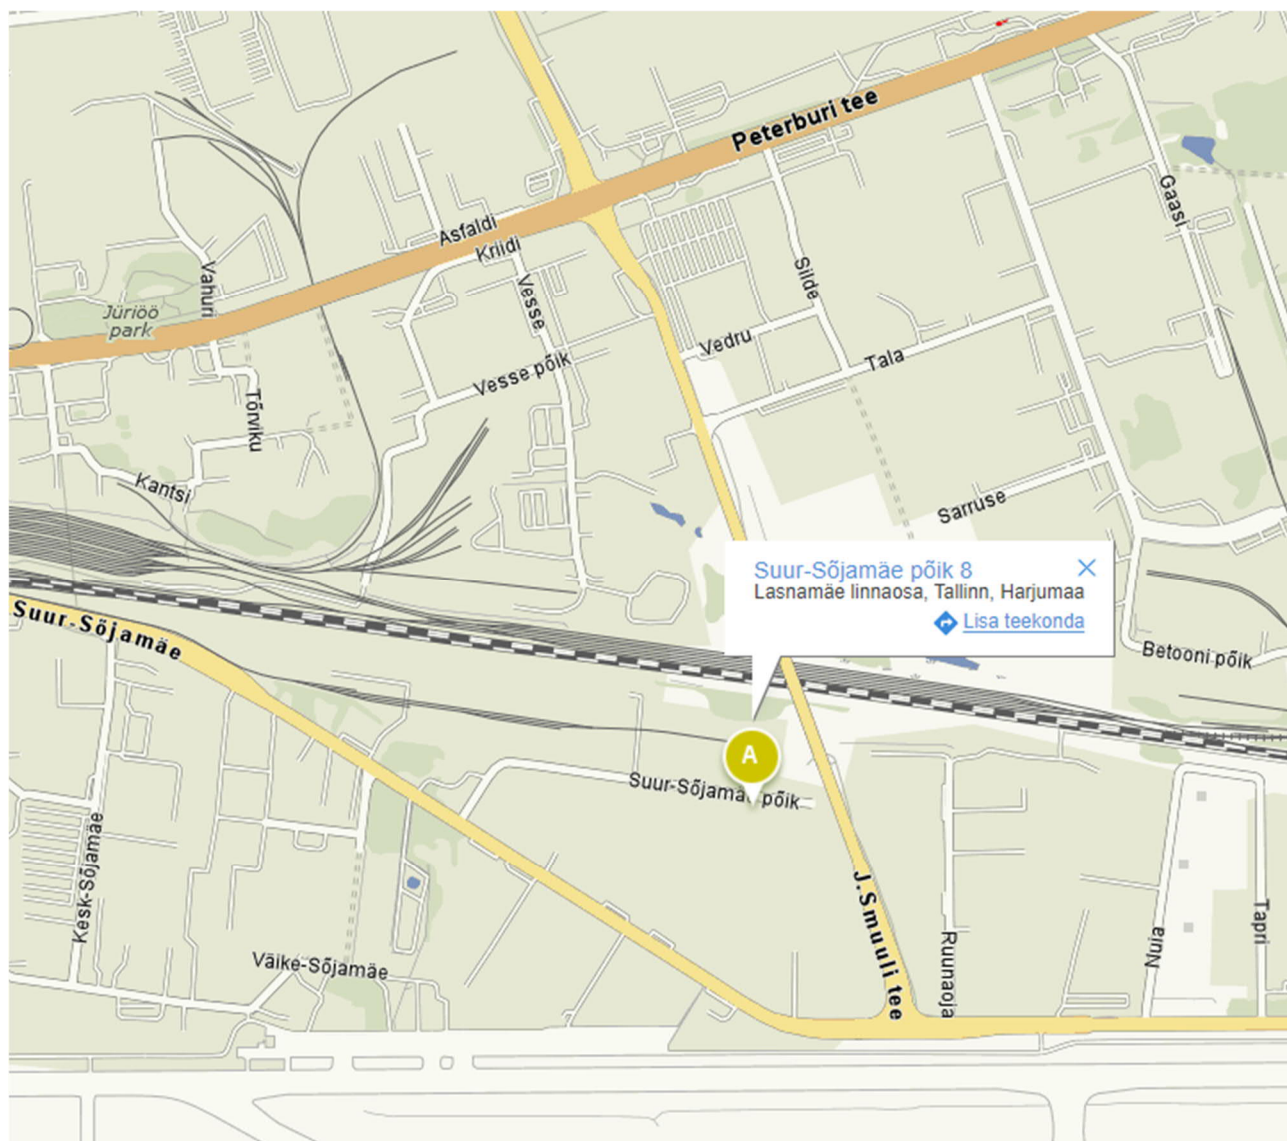 Peterburi tee
Asfaldi
Kriidi
Gaasi
Vahuri
Silde
Vesse
Jüriöö
park
Vedru
Tala
Vesse põik
Tõrviku
Kantsi
Sarruse
Suur-Sõjamäe põik 8
Lasnamäe linnaosa, Tallinn, Harjumaa
Lisa teekonda
Suur-Sõjamäe
Betooni põik
A
Suur-Sõjamäe põik
Kesk-Sõjamäe
J.Smuuli tee
Väike-Sõjamäe
Ruunaoja
Nuia
Tapri